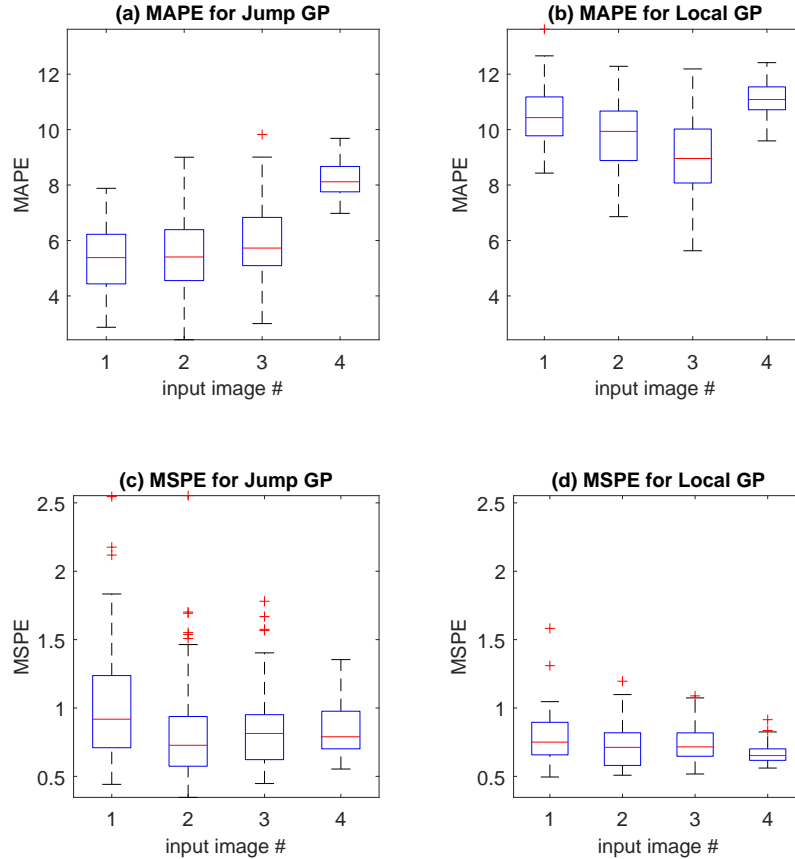 (a) MAPE for Jump GP
12
10
8
6
4
MAPE
1 2 3 4
input image #
(b) MAPE for Local GP
12
10
8
6
4
MAPE
1 2 3 4
input image #
(c) MSPE for Jump GP
2.5
2
1.5
1
0.5
MSPE
1 2 3 4
input image #
(d) MSPE for Local GP
2.5
2
1.5
1
0.5
MSPE
1 2 3 4
input image #